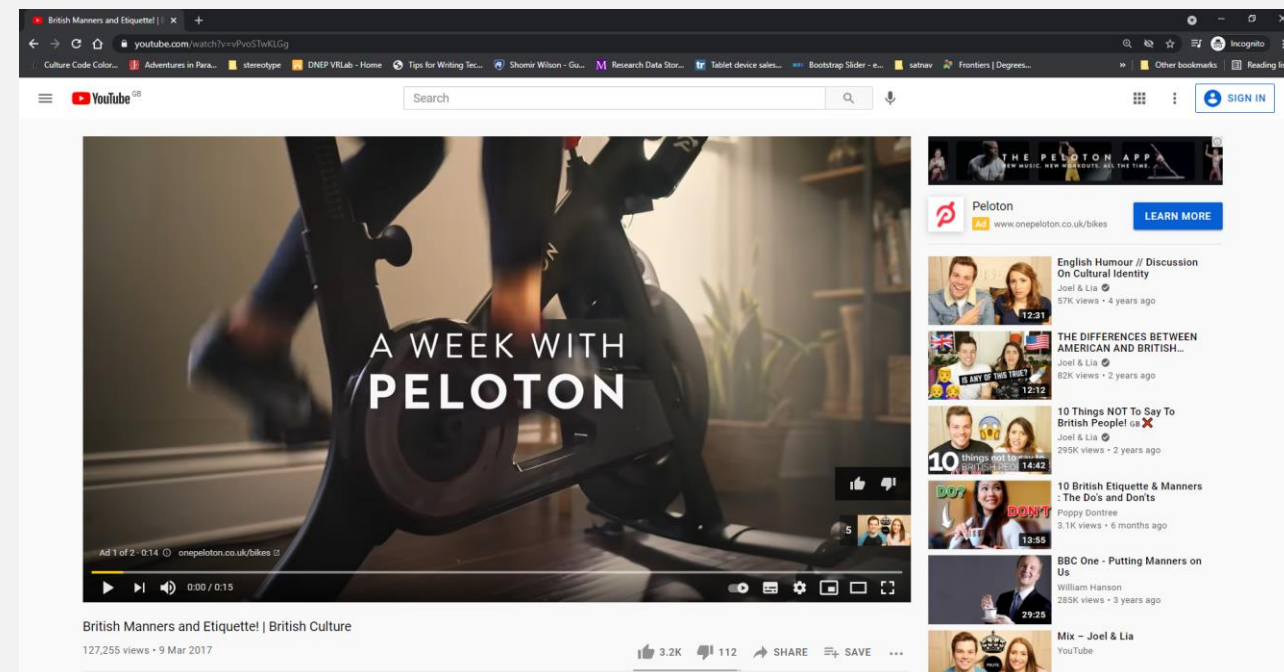 British Manners and Etiquette! |
youtube.com/watch?v=vPvoSTwKLGg
Incognito
Culture Code Color... Adventures in Para... stereotype DNEP VRLab - Home Tips for Writing Tec... Shomir Wilson - Gu... Research Data Stor... Tablet device sales... Bootstrap Slider - e... satnav Frontiers | Degrees... » Other bookmarks Reading lis
YouTube GB
Search
SIGN IN
A WEEK WITH
PELOTON
5
Ad 1 of 2 · 0:14 onepeloton.co.uk/bikes
0:00 / 0:15
British Manners and Etiquette! | British Culture
127,255 views • 9 Mar 2017
3.2K 112 SHARE SAVE ...
THE PELOTON APP
NEW MUSIC. NEW WORKOUTS. ALL THE TIME.
Peloton
Ad www.onepeloton.co.uk/bikes
LEARN MORE
English Humour // Discussion
On Cultural Identity
Joel & Lia
57K views • 4 years ago
12:31
THE DIFFERENCES BETWEEN
AMERICAN AND BRITISH...
Joel & Lia
82K views • 2 years ago
IS ANY OF THIS TRUE?
12:12
10 Things NOT To Say To
British People! GB ❌
Joel & Lia
295K views • 2 years ago
10 things not to say to
BRITISH PEOPL
14:42
10 British Etiquette & Manners
: The Do's and Don'ts
Poppy Dontree
3.1K views • 6 months ago
DO?
DON'T
13:55
BBC One - Putting Manners on
Us
William Hanson
285K views • 3 years ago
29:25
Mix – Joel & Lia
YouTube